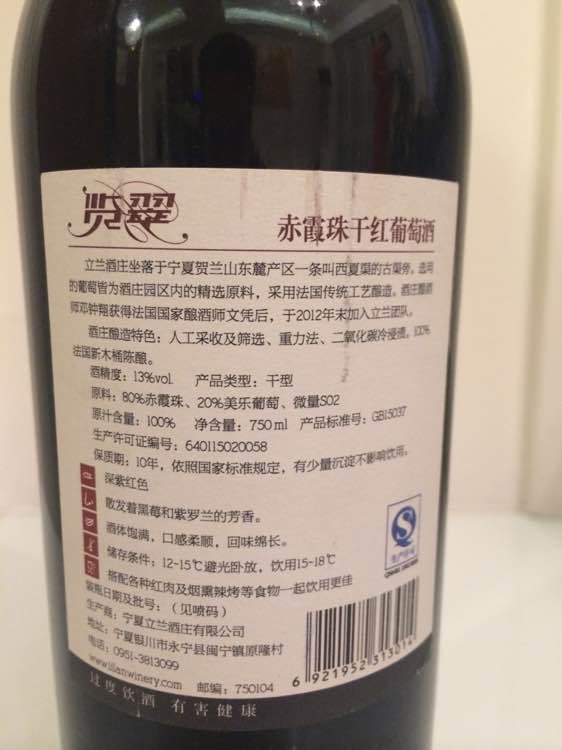 览翠
赤霞珠干红葡萄酒
立兰酒庄坐落于宁夏贺兰山东麓产区一条叫西夏渠的古渠旁。选用
的葡萄皆为酒庄园区内的精选原料，采用法国传统工艺酿造。酒庄酿酒
师邓钟翔获得法国国家酿酒师文凭后，于2012年末加入立兰团队。
酒庄酿造特色：人工采收及筛选、重力法、二氧化碳冷浸渍，100%
法国新木桶陈酿。
酒精度：13%vol. 产品类型：干型
原料：80%赤霞珠、20%美乐葡萄、微量SO2
原汁含量：100% 净含量：750ml 产品标准号：GB15037
生产许可证编号：640115020058
保质期：10年，依照国家标准规定，有少量沉淀不影响饮用。
深紫红色
散发着黑莓和紫罗兰的芳香。
酒体饱满，口感柔顺，回味绵长。
储存条件：12-15℃避光卧放，饮用15-18℃
搭配各种红肉及烟熏辣烤等食物一起饮用更佳
装瓶日期及批号：（见喷码）
生产商：宁夏立兰酒庄有限公司
地址：宁夏银川市永宁县闽宁镇原隆村
电话：0951-3813099
www.lilanwinery.com 邮编：750104
过度饮酒 有害健康
生产许可
6 921952 313014